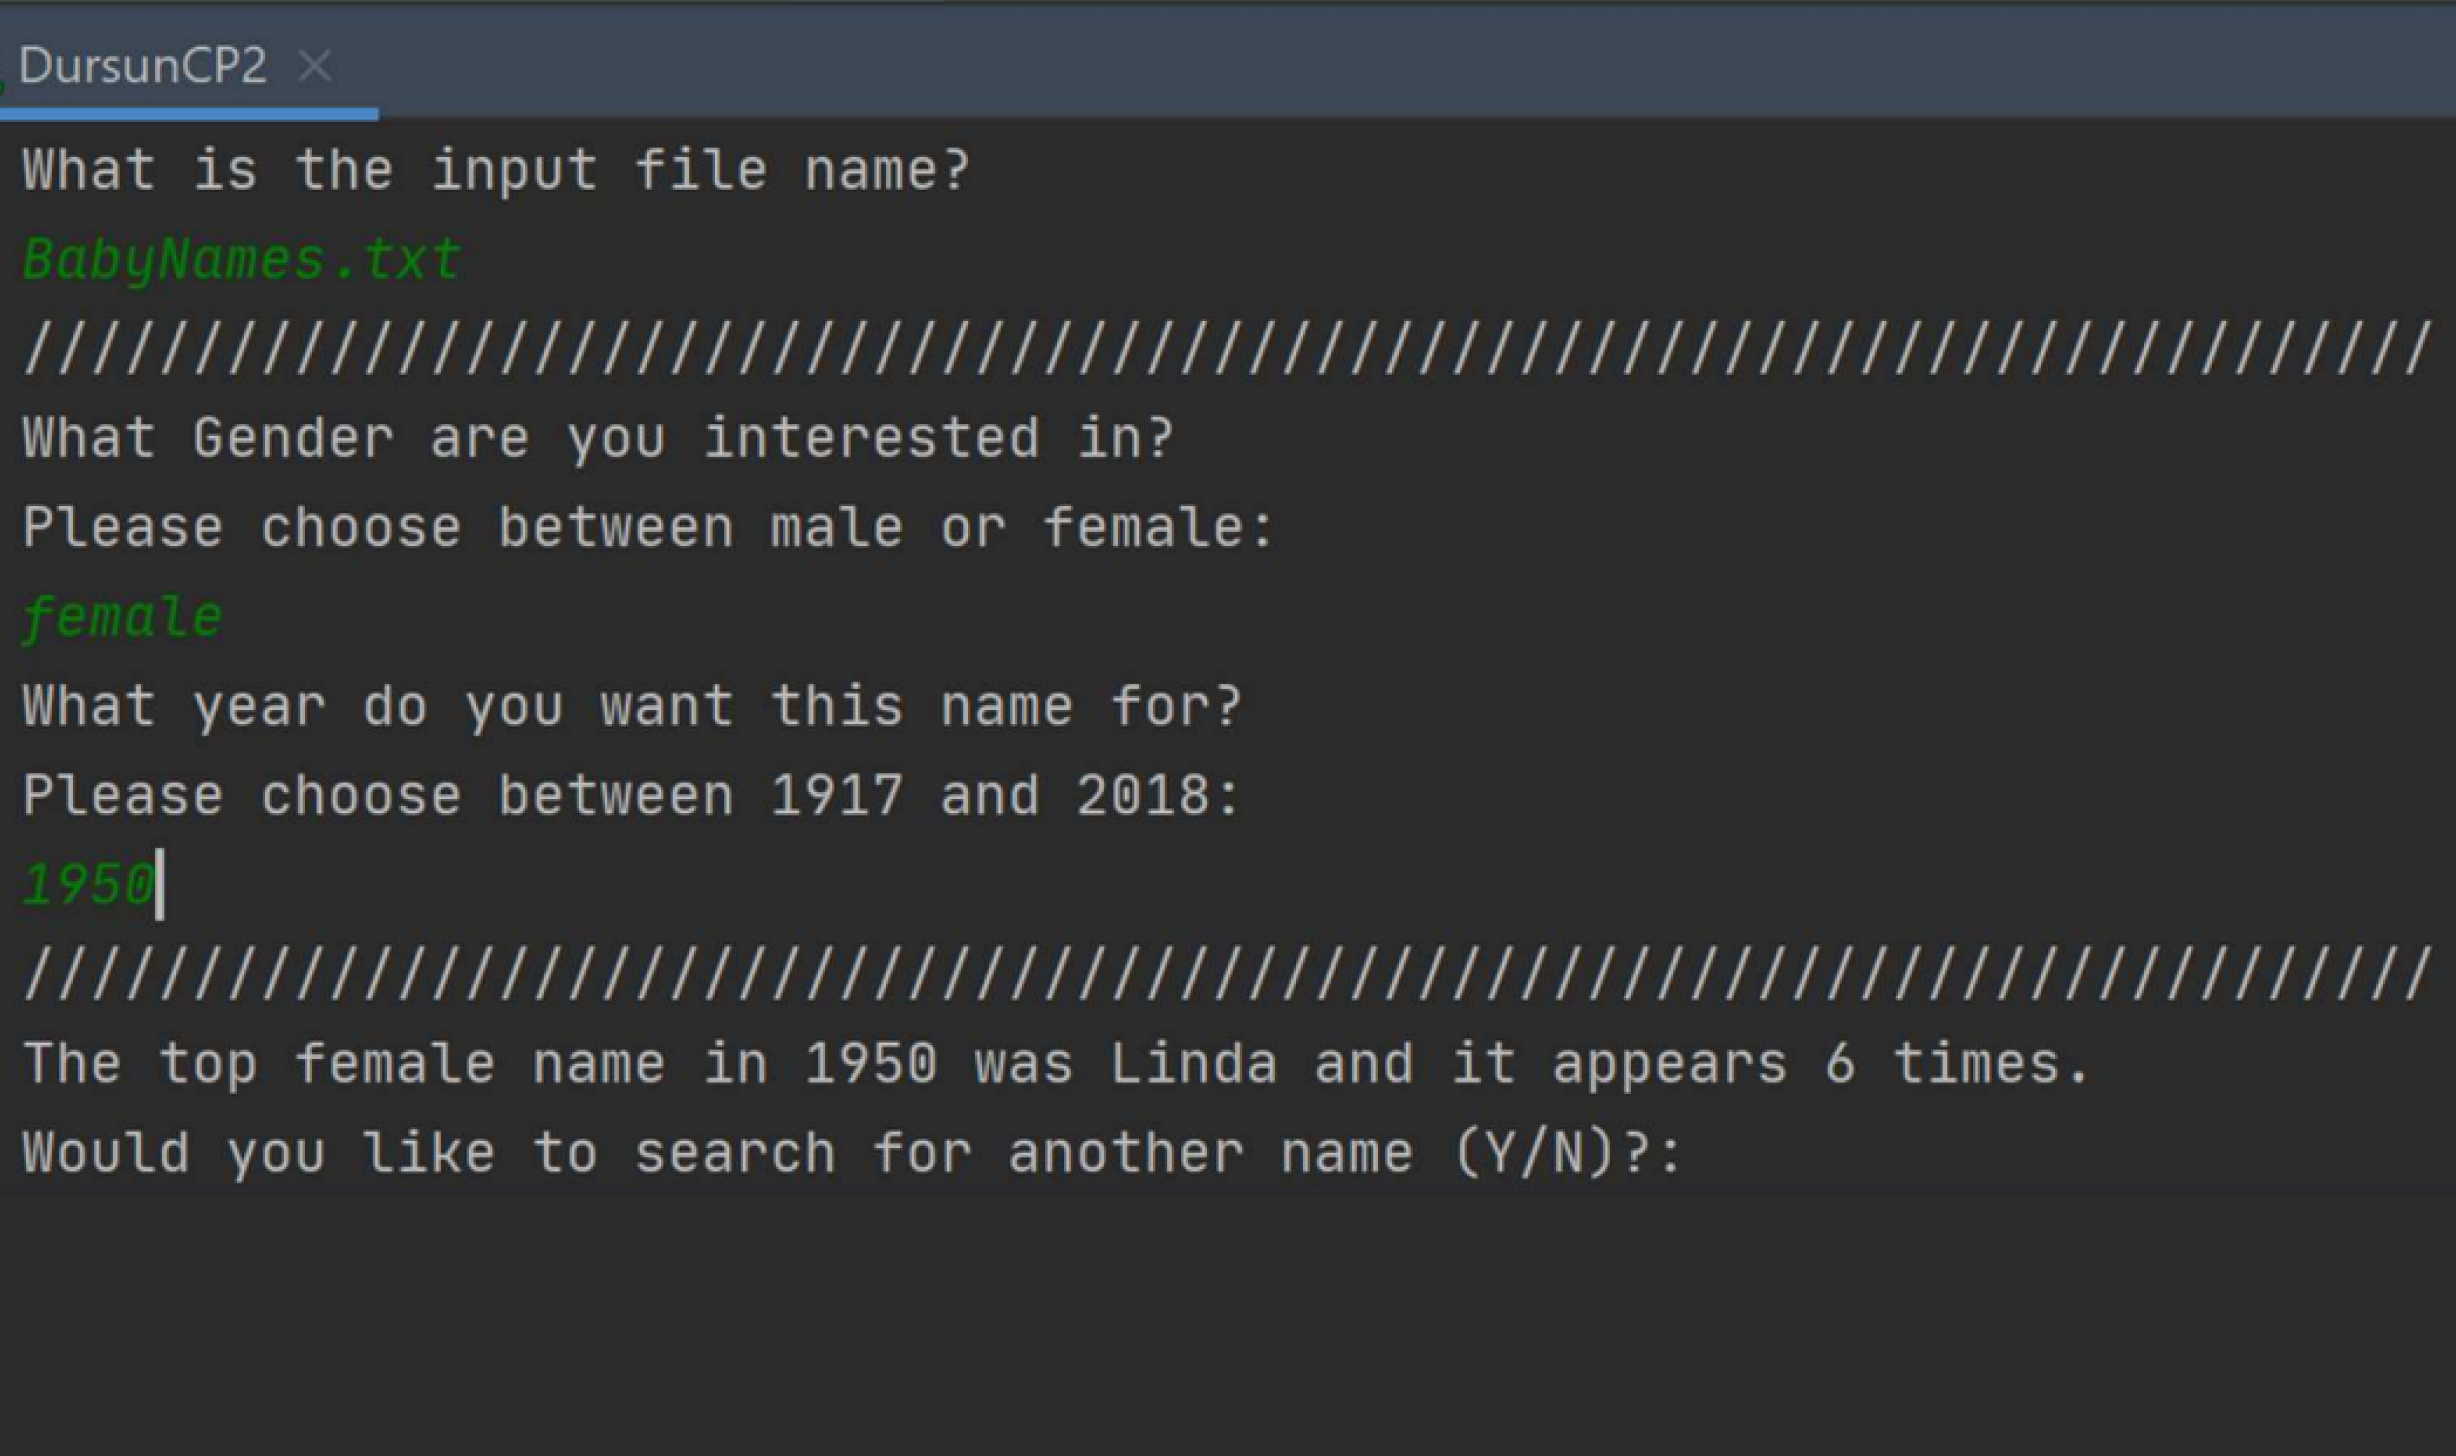 DursunCP2
What is the input file name?
BabyNames.txt
///////////////////////////////////////////////////////////////////////
What Gender are you interested in?
Please choose between male or female:
female
What year do you want this name for?
Please choose between 1917 and 2018:
1950
///////////////////////////////////////////////////////////////////////
The top female name in 1950 was Linda and it appears 6 times.
Would you like to search for another name (Y/N)?: